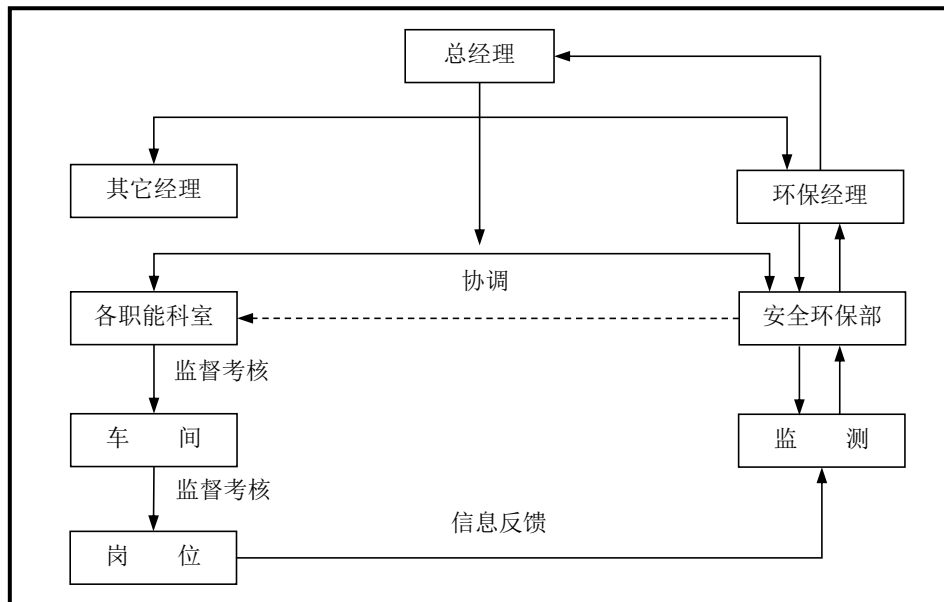 总经理
其它经理
环保经理
协调
各职能科室
安全环保部
监督考核
车 间
监 测
监督考核
信息反馈
岗 位